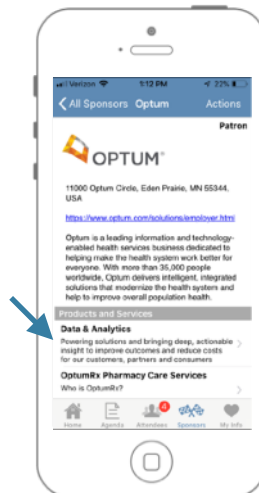 Verizon 1:12 PM 22%
All Sponsors Optum Actions
Patron
OPTUM®
11000 Optum Circle, Eden Prairie, MN 55344,
USA
https://www.optum.com/solutions/employer.html
Optum is a leading information and technology-
enabled health services business dedicated to
helping make the health system work better for
everyone. With more than 35,000 people
worldwide, Optum delivers intelligent, integrated
solutions that modernize the health system and
help to improve overall population health.
Products and Services
Data & Analytics
Powering solutions and bringing deep, actionable
insight to improve outcomes and reduce costs
for our customers, partners and consumers
OptumRx Pharmacy Care Services
Who is OptumRx?
4
Home Agenda Attendees Sponsors My Info